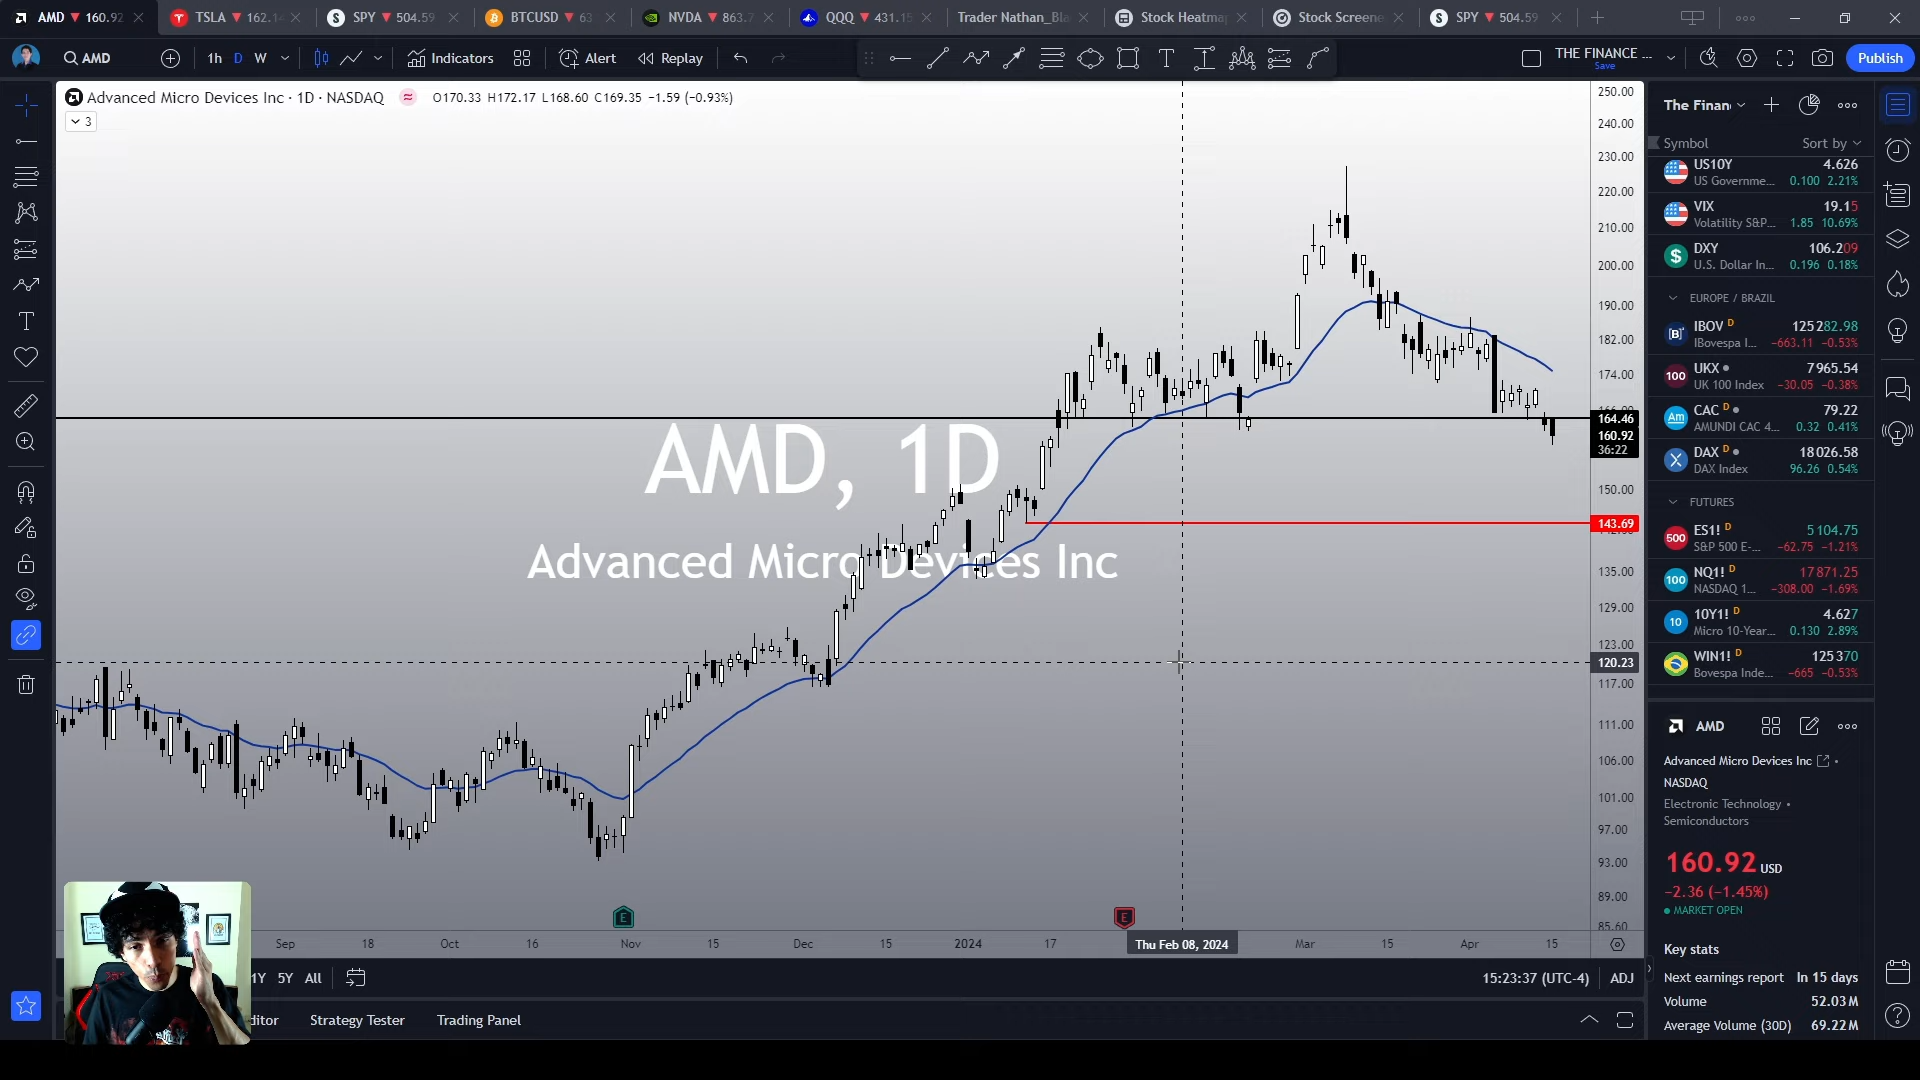 AMD ▼ 160.92
TSLA ▼ 162.1
SPY ▼ 504.59
BTCUSD ▼ 63
NVDA ▼ 863.7
QQQ ▼ 431.15
Trader Nathan_Bla
Stock Heatma
Stock Screene
SPY ▼ 504.59
AMD
1h D W
Indicators
Alert
Replay
THE FINANCE ...
Save
Publish
Advanced Micro Devices Inc · 1D · NASDAQ
O170.33 H172.17 L168.60 C169.35 −1.59 (−0.93%)
3
AMD, 1D
Advanced Micro Devices Inc
250.00
240.00
230.00
220.00
210.00
200.00
190.00
182.00
174.00
164.46
160.92
36:22
150.00
143.69
135.00
129.00
123.00
120.23
117.00
111.00
106.00
101.00
97.00
93.00
89.00
85.60
E
E
Sep 18 Oct 16 Nov 15 Dec 15 2024 17 Thu Feb 08, 2024 Mar 15 Apr 15
1Y 5Y All
15:23:37 (UTC-4) ADJ
ditor
Strategy Tester
Trading Panel
The Finan
Symbol
Sort by
US10Y 4.626
US Governme... 0.100 2.21%
VIX 19.15
Volatility S&P... 1.85 10.69%
DXY 106.209
U.S. Dollar In... 0.196 0.18%
EUROPE / BRAZIL
IBOV D 125282.98
IBovespa I... −663.11 −0.53%
UKX 7965.54
UK 100 Index −30.05 −0.38%
CAC D 79.22
AMUNDI CAC 4... 0.32 0.41%
DAX D 18026.58
DAX Index 96.26 0.54%
FUTURES
ES1! D 5104.75
S&P 500 E-... −62.75 −1.21%
NQ1! D 17871.25
NASDAQ 1... −308.00 −1.69%
10Y1! D 4.627
Micro 10-Year... 0.130 2.89%
WIN1! D 125370
Bovespa Inde... −665 −0.53%
AMD
Advanced Micro Devices Inc
NASDAQ
Electronic Technology •
Semiconductors
160.92 USD
−2.36 (−1.45%)
MARKET OPEN
Key stats
Next earnings report In 15 days
Volume 52.03M
Average Volume (30D) 69.22M